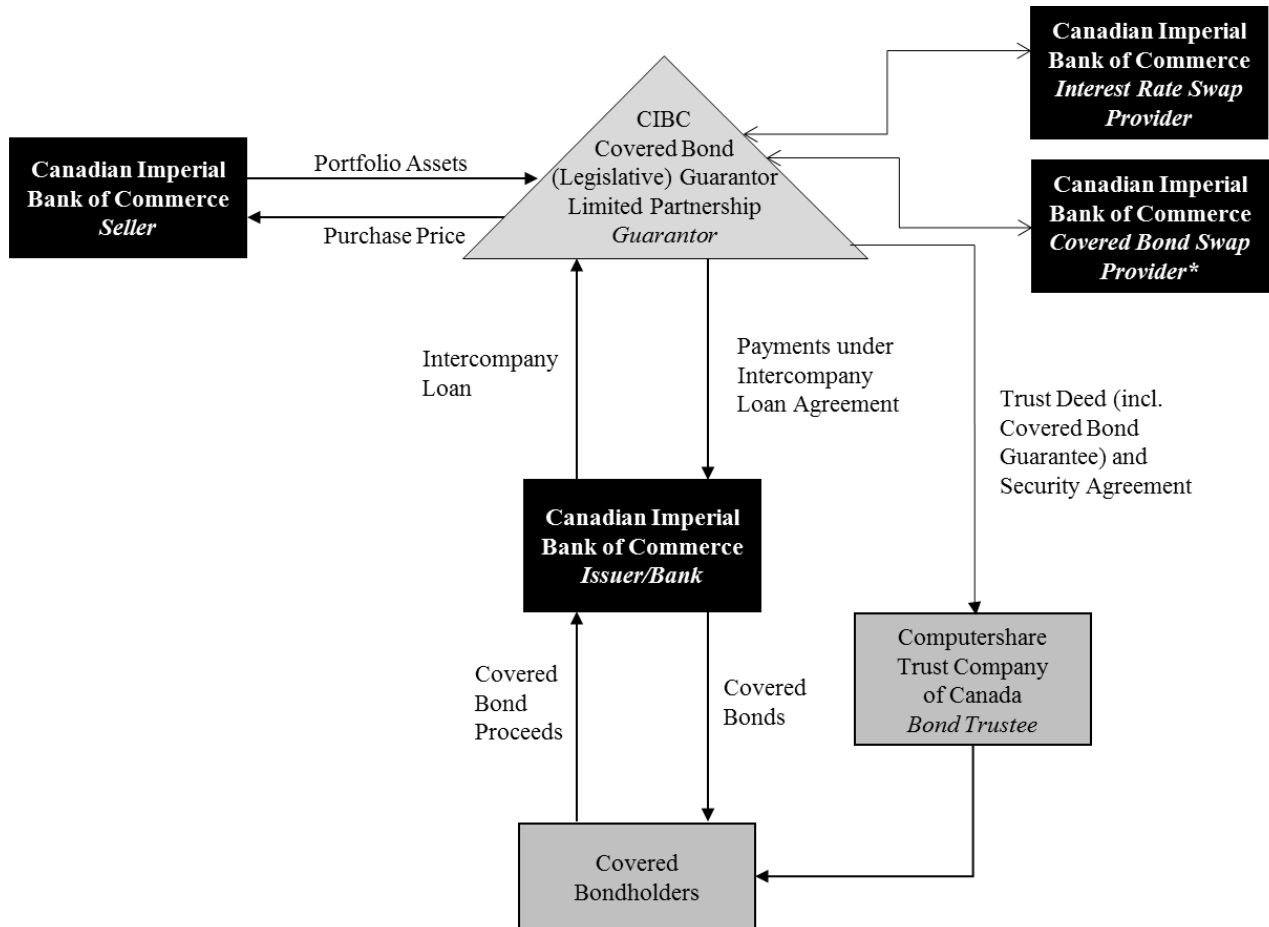 Canadian Imperial
Bank of Commerce
Interest Rate Swap
Provider
CIBC
Covered Bond
(Legislative) Guarantor
Limited Partnership
Guarantor
Canadian Imperial
Bank of Commerce
Seller
Portfolio Assets
Purchase Price
Canadian Imperial
Bank of Commerce
Covered Bond Swap
Provider*
Intercompany
Loan
Payments under
Intercompany
Loan Agreement
Trust Deed (incl.
Covered Bond
Guarantee) and
Security Agreement
Canadian Imperial
Bank of Commerce
Issuer/Bank
Computershare
Trust Company
of Canada
Bond Trustee
Covered
Bond
Proceeds
Covered
Bonds
Covered
Bondholders